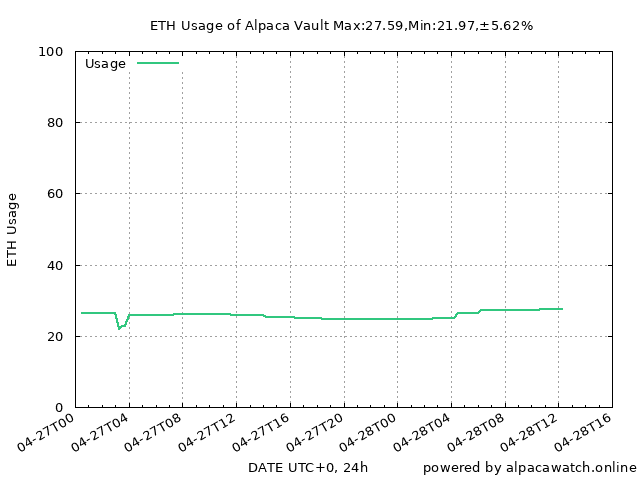 ETH Usage of Alpaca Vault Max:27.59,Min:21.97,±5.62%
Usage
100
80
60
40
20
0
ETH Usage
04-27T00
04-27T04
04-27T08
04-27T12
04-27T16
04-27T20
04-28T00
04-28T04
04-28T08
04-28T12
04-28T16
DATE UTC+0, 24h
powered by alpacawatch.online